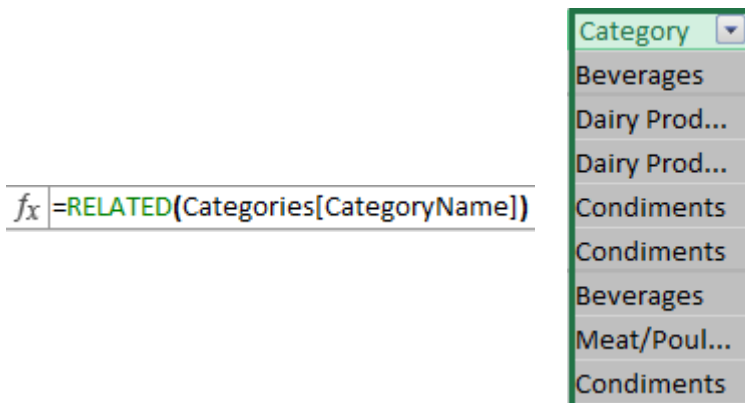 fx =RELATED(Categories[CategoryName])
Category
Beverages
Dairy Prod...
Dairy Prod...
Condiments
Condiments
Beverages
Meat/Poul...
Condiments